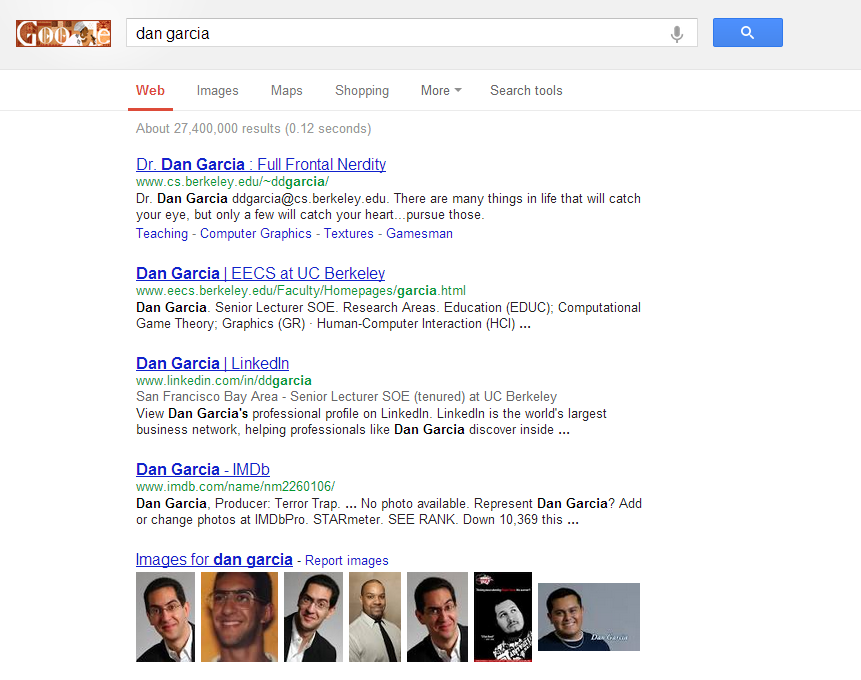 Google
dan garcia
Web Images Maps Shopping More Search tools
About 27,400,000 results (0.12 seconds)
Dr. Dan Garcia : Full Frontal Nerdity
www.cs.berkeley.edu/~ddgarcia/
Dr. Dan Garcia ddgarcia@cs.berkeley.edu. There are many things in life that will catch
your eye, but only a few will catch your heart...pursue those.
Teaching - Computer Graphics - Textures - Gamesman
Dan Garcia | EECS at UC Berkeley
www.eecs.berkeley.edu/Faculty/Homepages/garcia.html
Dan Garcia. Senior Lecturer SOE. Research Areas. Education (EDUC); Computational
Game Theory; Graphics (GR) · Human-Computer Interaction (HCI) ...
Dan Garcia | LinkedIn
www.linkedin.com/in/ddgarcia
San Francisco Bay Area - Senior Lecturer SOE (tenured) at UC Berkeley
View Dan Garcia's professional profile on LinkedIn. LinkedIn is the world's largest
business network, helping professionals like Dan Garcia discover inside ...
Dan Garcia - IMDb
www.imdb.com/name/nm2260106/
Dan Garcia, Producer: Terror Trap. ... No photo available. Represent Dan Garcia? Add
or change photos at IMDbPro. STARmeter. SEE RANK. Down 10,369 this ...
Images for dan garcia - Report images
Dan Garcia